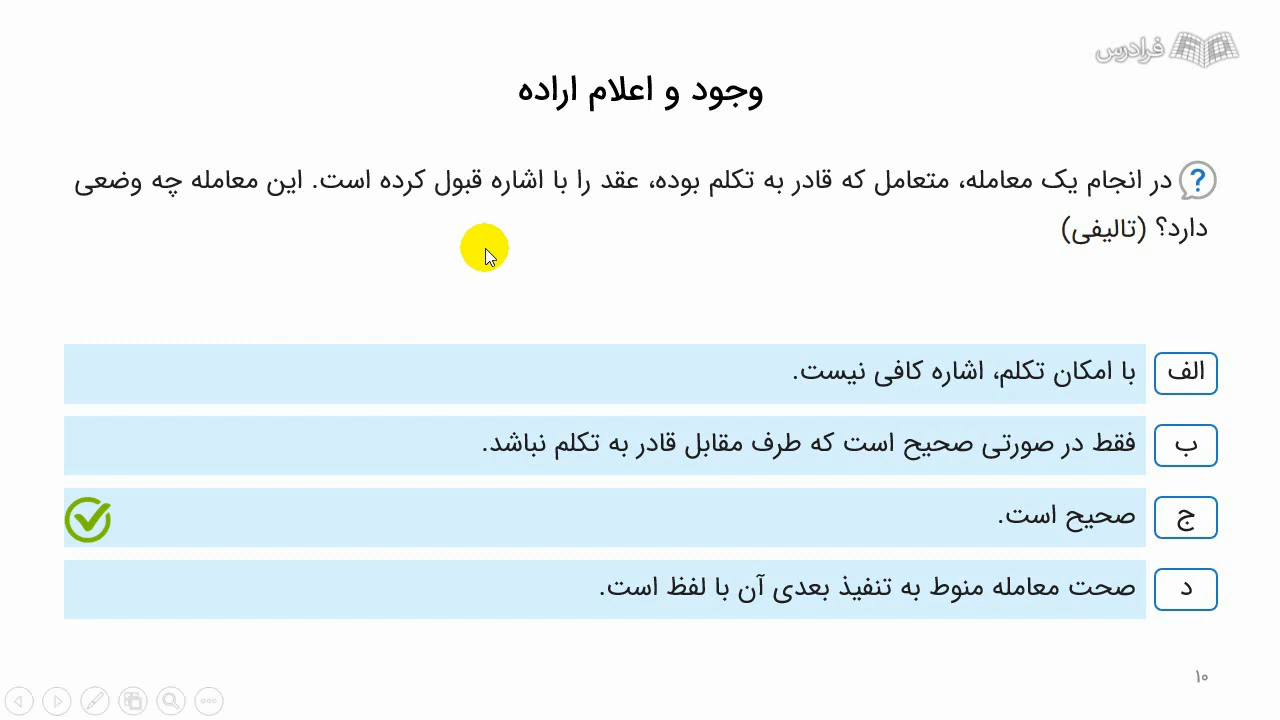 فرادرس
وجود و اعلام اراده
در انجام یک معامله، متعامل که قادر به تکلم بوده، عقد را با اشاره قبول کرده است. این معامله چه وضعی
دارد؟ (تالیفی)
الف با امکان تکلم، اشاره کافی نیست.
ب فقط در صورتی صحیح است که طرف مقابل قادر به تکلم نباشد.
ج صحیح است.
د صحت معامله منوط به تنفیذ بعدی آن با لفظ است.
۱۰